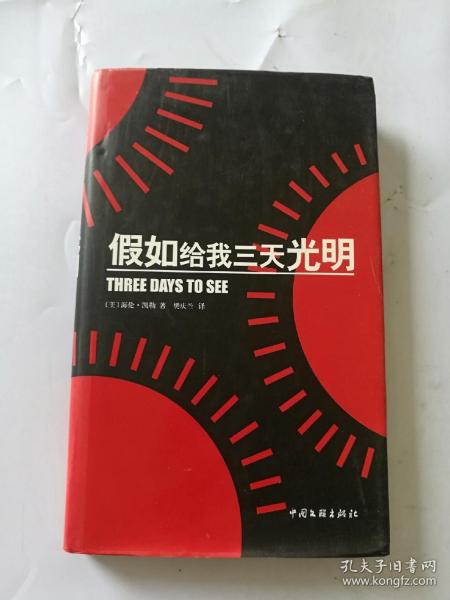 假如给我三天光明
THREE DAYS TO SEE
[美]海伦·凯勒 著 樊庆兰 译
中国文联出版社
孔夫子旧书网
www.kongfz.com